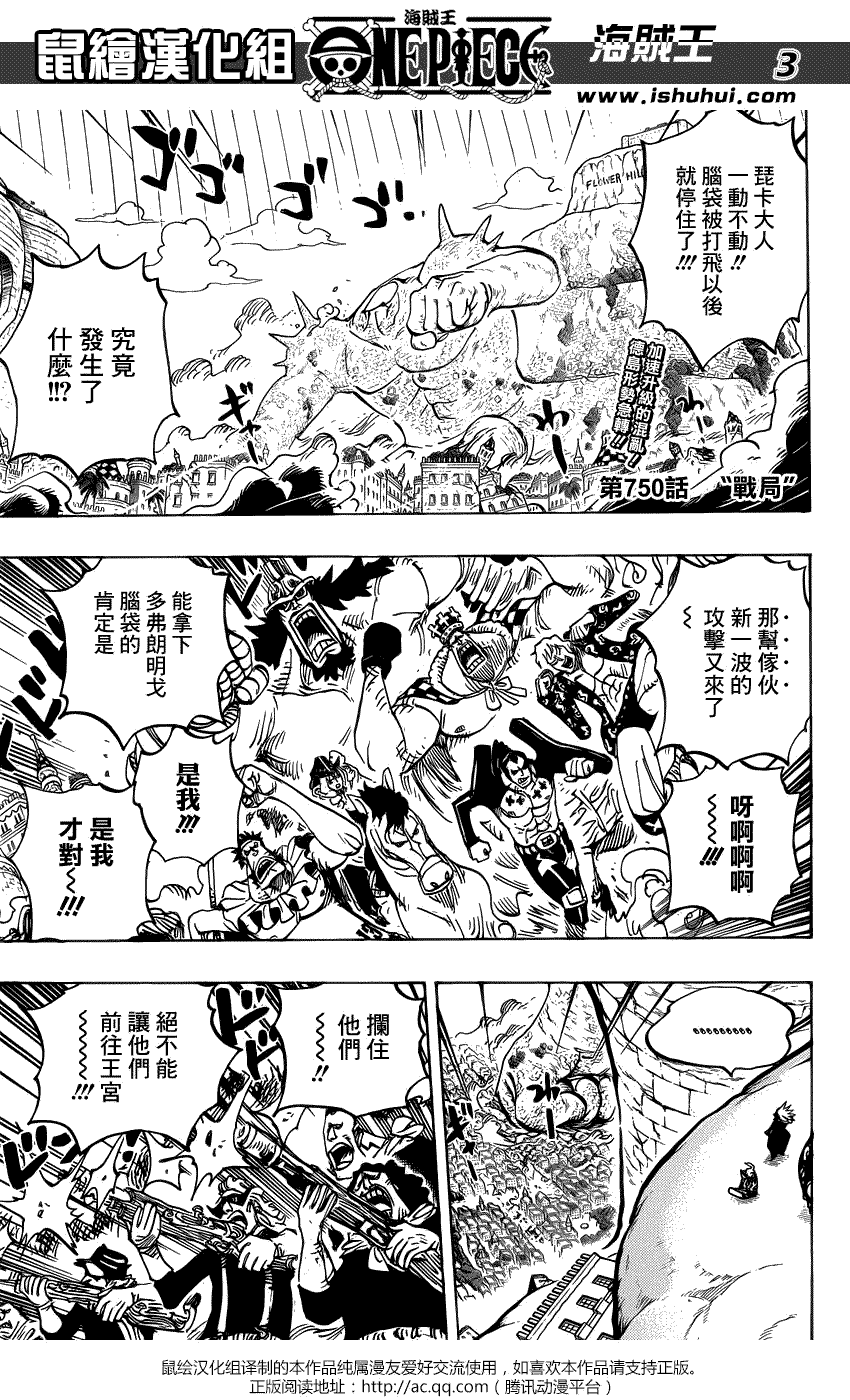 鼠繪漢化組
海賊王
ONE PIECE
海賊王
www.ishuhui.com
3
琵卡大人
一動不動!!
腦袋被打飛以後
就停住了!!!
FLOWER HILL
ゴゴゴゴ
究竟
發生了
什麼!!?
加速升級的混亂!!
德島形勢急轉!!
第750話 “戰局”
那幫傢伙
新一波的
攻擊又來了
能拿下
多弗朗明戈
腦袋的
肯定是
呀啊啊啊
~~!!!
是我!!!
是我
才對~!!!
………
攔住
他們
~~!!
絕不能
讓他們
前往王宮
~~!!!
鼠绘汉化组译制的本作品纯属漫友爱好交流使用，如喜欢本作品请支持正版。
正版阅读地址：http://ac.qq.com（腾讯动漫平台）